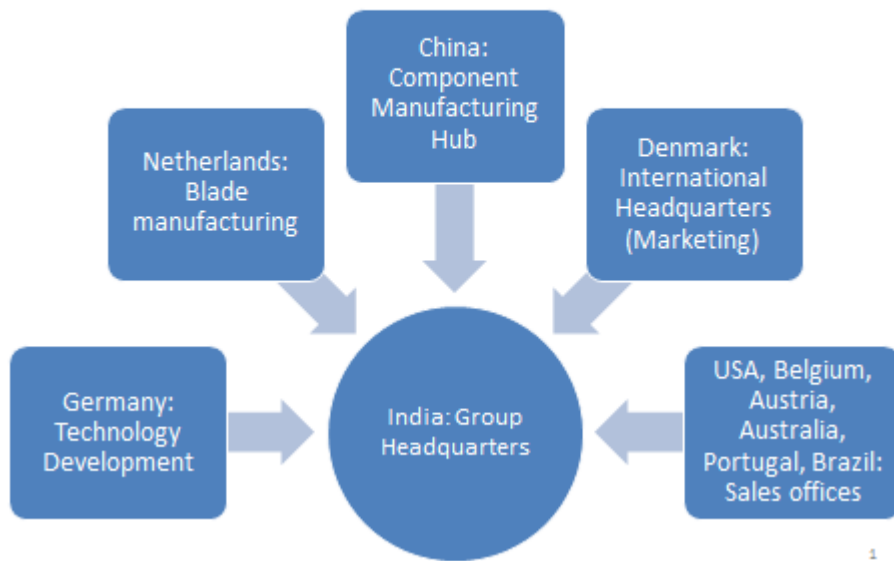 China:
Component
Manufacturing
Hub
Netherlands:
Blade
manufacturing
Denmark:
International
Headquarters
(Marketing)
Germany:
Technology
Development
India: Group
Headquarters
USA, Belgium,
Austria,
Australia,
Portugal, Brazil:
Sales offices
1